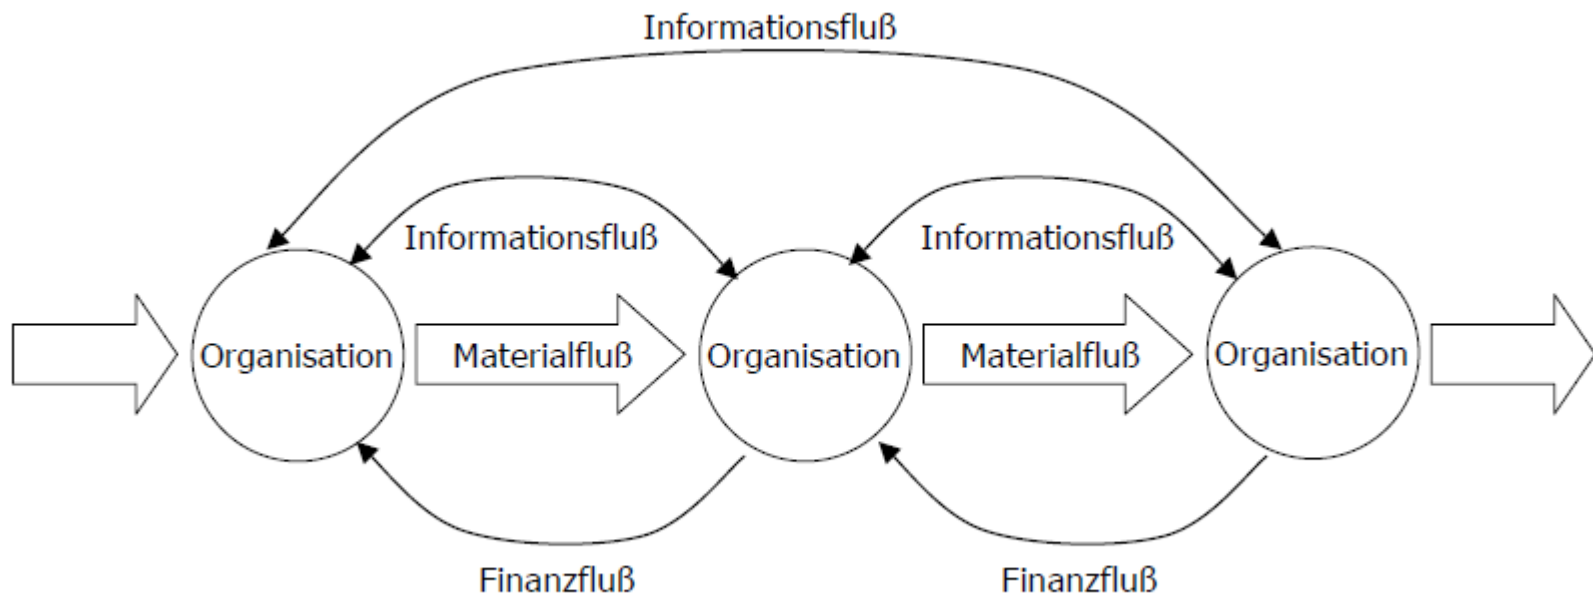 Informationsfluß
Informationsfluß
Informationsfluß
Organisation
Materialfluß
Organisation
Materialfluß
Organisation
Finanzfluß
Finanzfluß